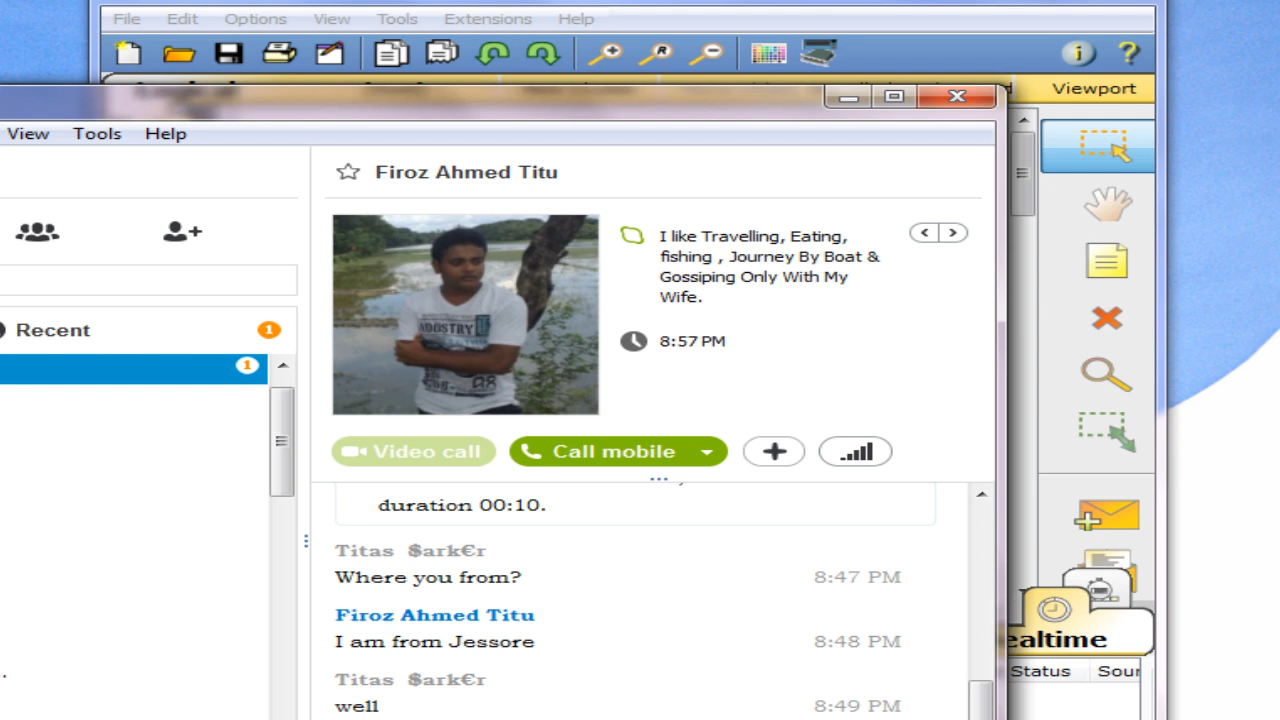 File Edit Options View Tools Extensions Help
Viewport
View Tools Help
Firoz Ahmed Titu
I like Travelling, Eating,
fishing , Journey By Boat &
Gossiping Only With My
Wife.
8:57 PM
Recent 1
1
Video call Call mobile
duration 00:10.
Titas $ark€r
Where you from? 8:47 PM
Firoz Ahmed Titu
I am from Jessore 8:48 PM
Titas $ark€r
well 8:49 PM
ealtime
Status Sour